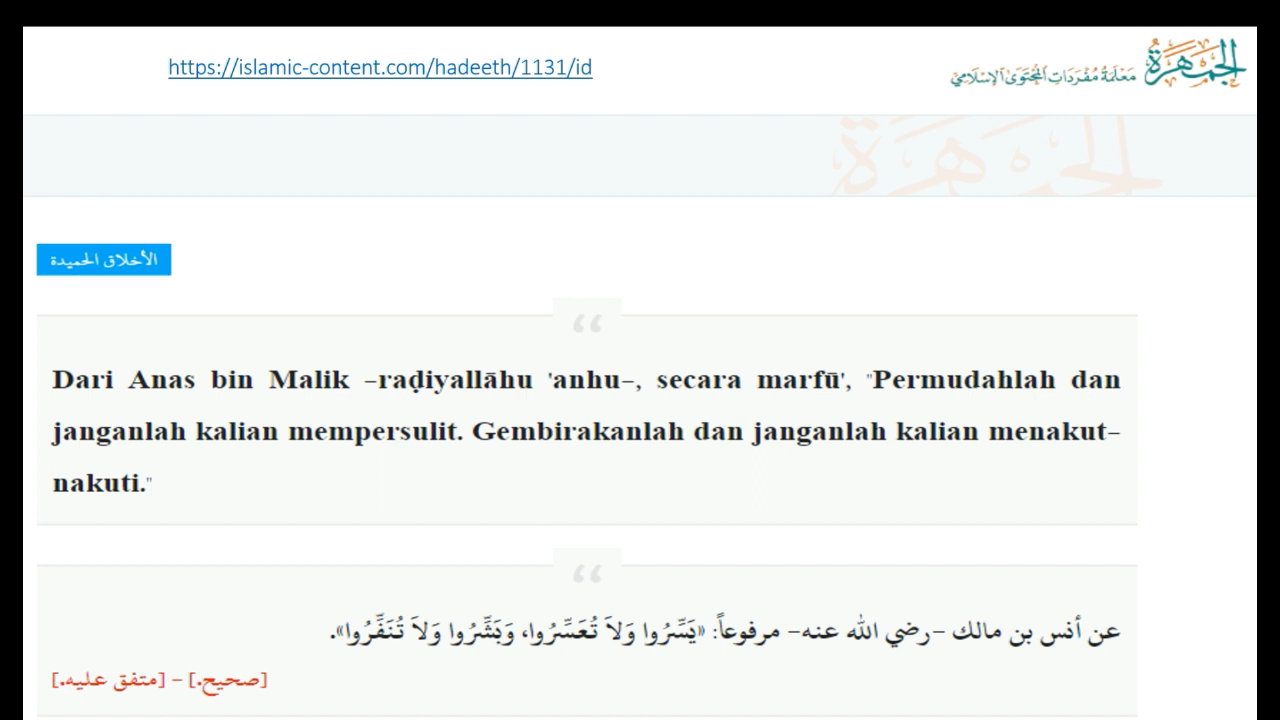 https://islamic-content.com/hadeeth/1131/id
الجمهرة
معلمة مفردات المحتوى الإسلامي
الأخلاق الحميدة
Dari Anas bin Malik –raḍiyallāhu 'anhu–, secara marfū', "Permudahlah dan
janganlah kalian mempersulit. Gembirakanlah dan janganlah kalian menakut–
nakuti."
عن أنس بن مالك –رضي الله عنه– مرفوعاً: «يَسِّرُوا وَلاَ تُعَسِّرُوا، وَبَشِّرُوا وَلاَ تُنَفِّرُوا».
[صحيح.] – [متفق عليه.]